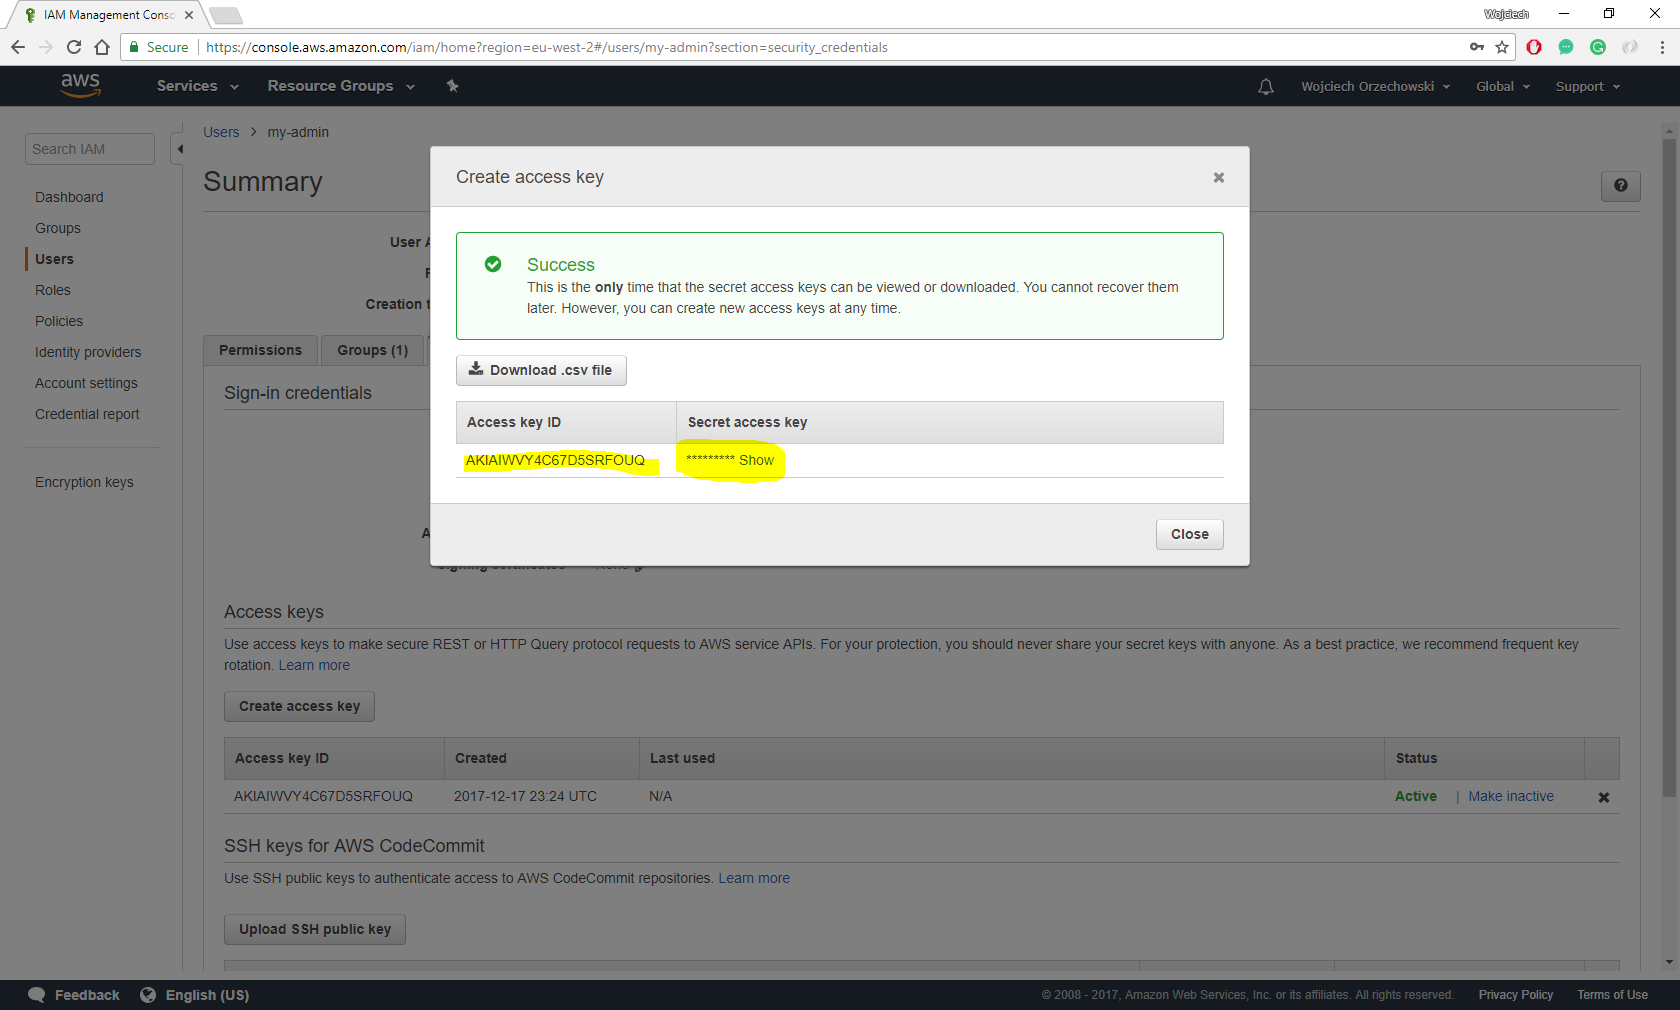 IAM Management Consc
Wojciech
Secure
https://console.aws.amazon.com/iam/home?region=eu-west-2#/users/my-admin?section=security_credentials
aws
Services
Resource Groups
Wojciech Orzechowski
Global
Support
Search IAM
Dashboard
Groups
Users
Roles
Policies
Identity providers
Account settings
Credential report
Encryption keys
Users > my-admin
Summary
User A
Creation t
Permissions
Groups (1)
Sign-in credentials
Create access key
Success
This is the only time that the secret access keys can be viewed or downloaded. You cannot recover them
later. However, you can create new access keys at any time.
Download .csv file
Access key ID
Secret access key
AKIAIWVY4C67D5SRFOUQ
********* Show
Close
Access keys
Use access keys to make secure REST or HTTP Query protocol requests to AWS service APIs. For your protection, you should never share your secret keys with anyone. As a best practice, we recommend frequent key
rotation. Learn more
Create access key
Access key ID
Created
Last used
Status
AKIAIWVY4C67D5SRFOUQ
2017-12-17 23:24 UTC
N/A
Active | Make inactive
SSH keys for AWS CodeCommit
Use SSH public keys to authenticate access to AWS CodeCommit repositories. Learn more
Upload SSH public key
Feedback
English (US)
© 2008 - 2017, Amazon Web Services, Inc. or its affiliates. All rights reserved.
Privacy Policy
Terms of Use